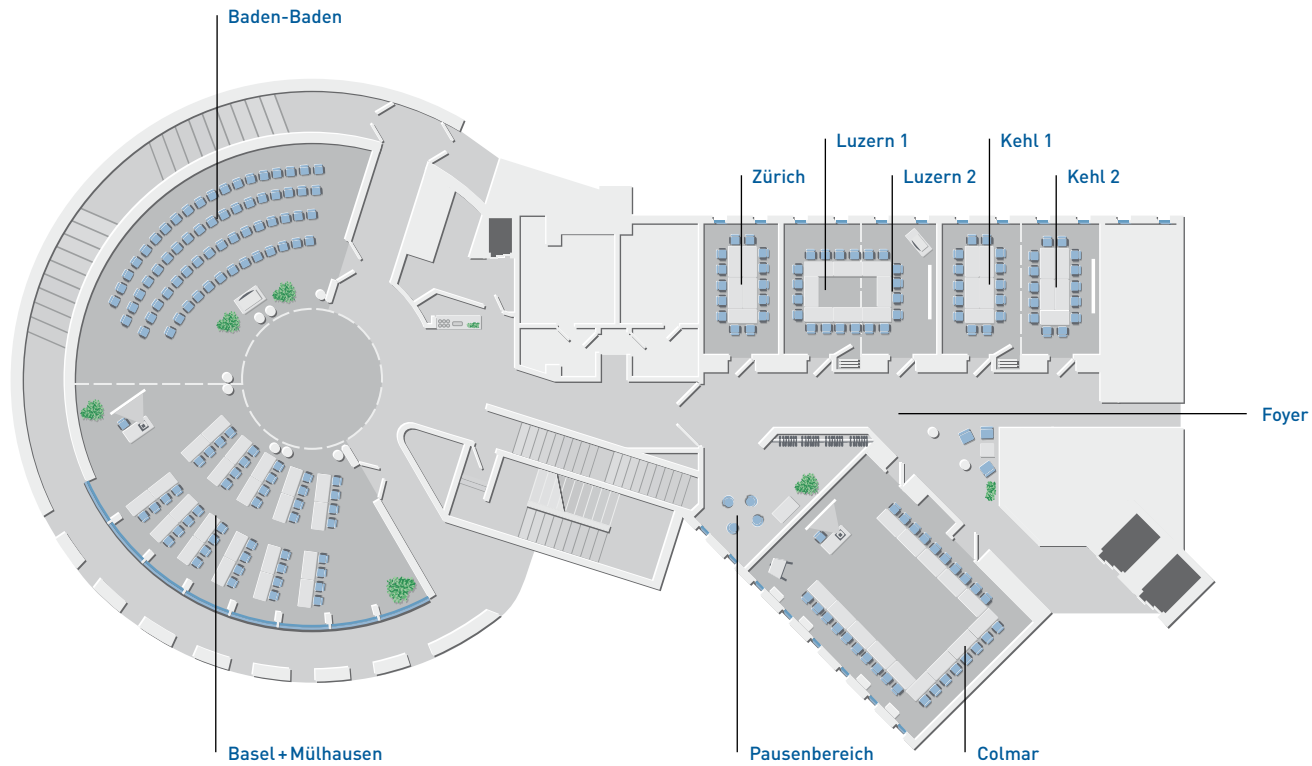 Baden-Baden
Luzern 1
Kehl 1
Zürich
Luzern 2
Kehl 2
Foyer
Basel + Mülhausen
Pausenbereich
Colmar